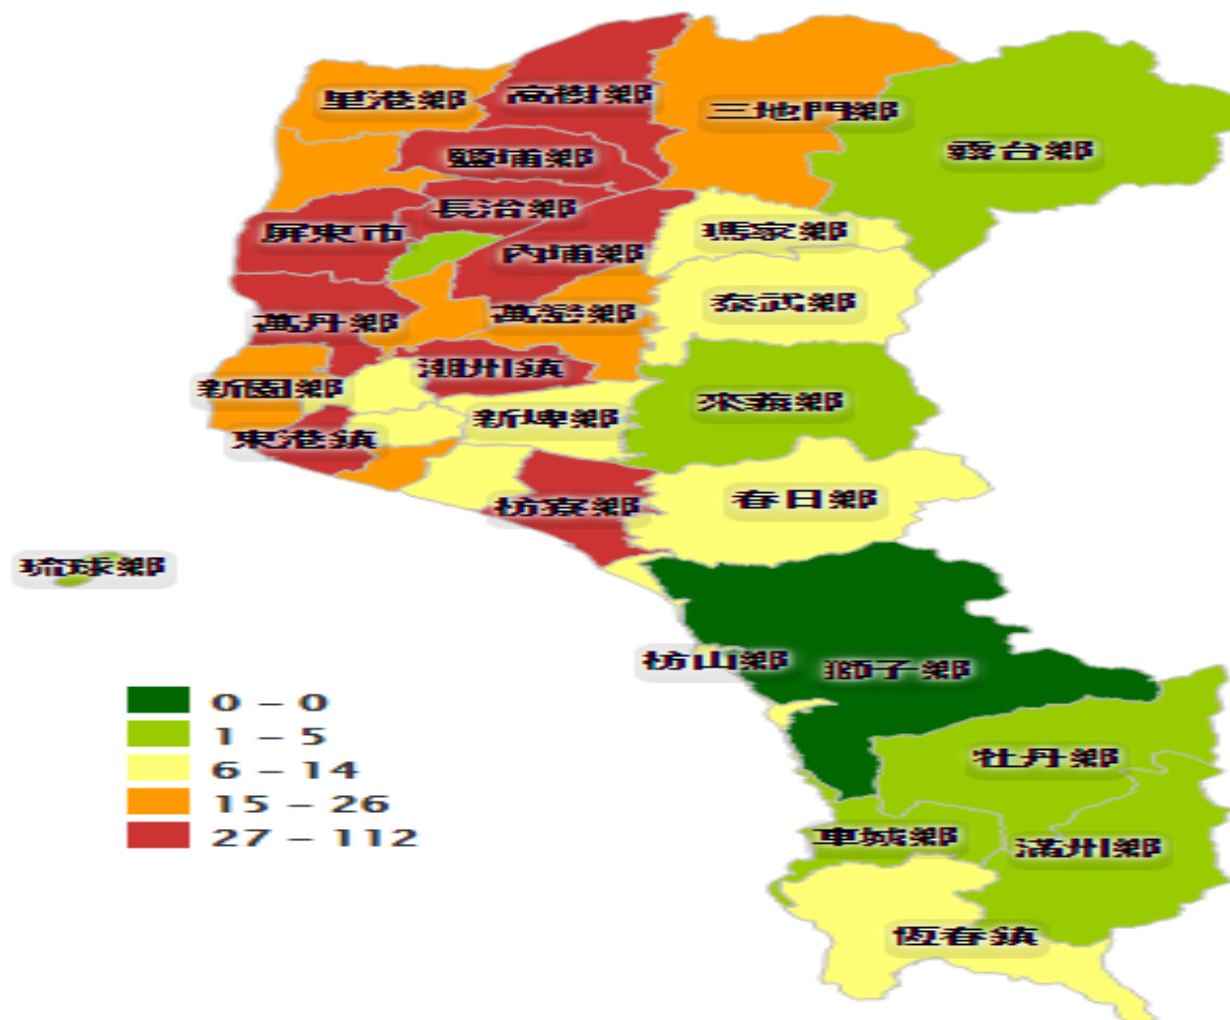 里港鄉
高樹鄉
三地門鄉
鹽埔鄉
霧台鄉
長治鄉
屏東市
瑪家鄉
內埔鄉
泰武鄉
萬丹鄉
萬巒鄉
潮州鎮
新園鄉
來義鄉
新埤鄉
東港鎮
春日鄉
枋寮鄉
琉球鄉
枋山鄉
獅子鄉
牡丹鄉
車城鄉
滿州鄉
恆春鎮
0 - 0
1 - 5
6 - 14
15 - 26
27 - 112